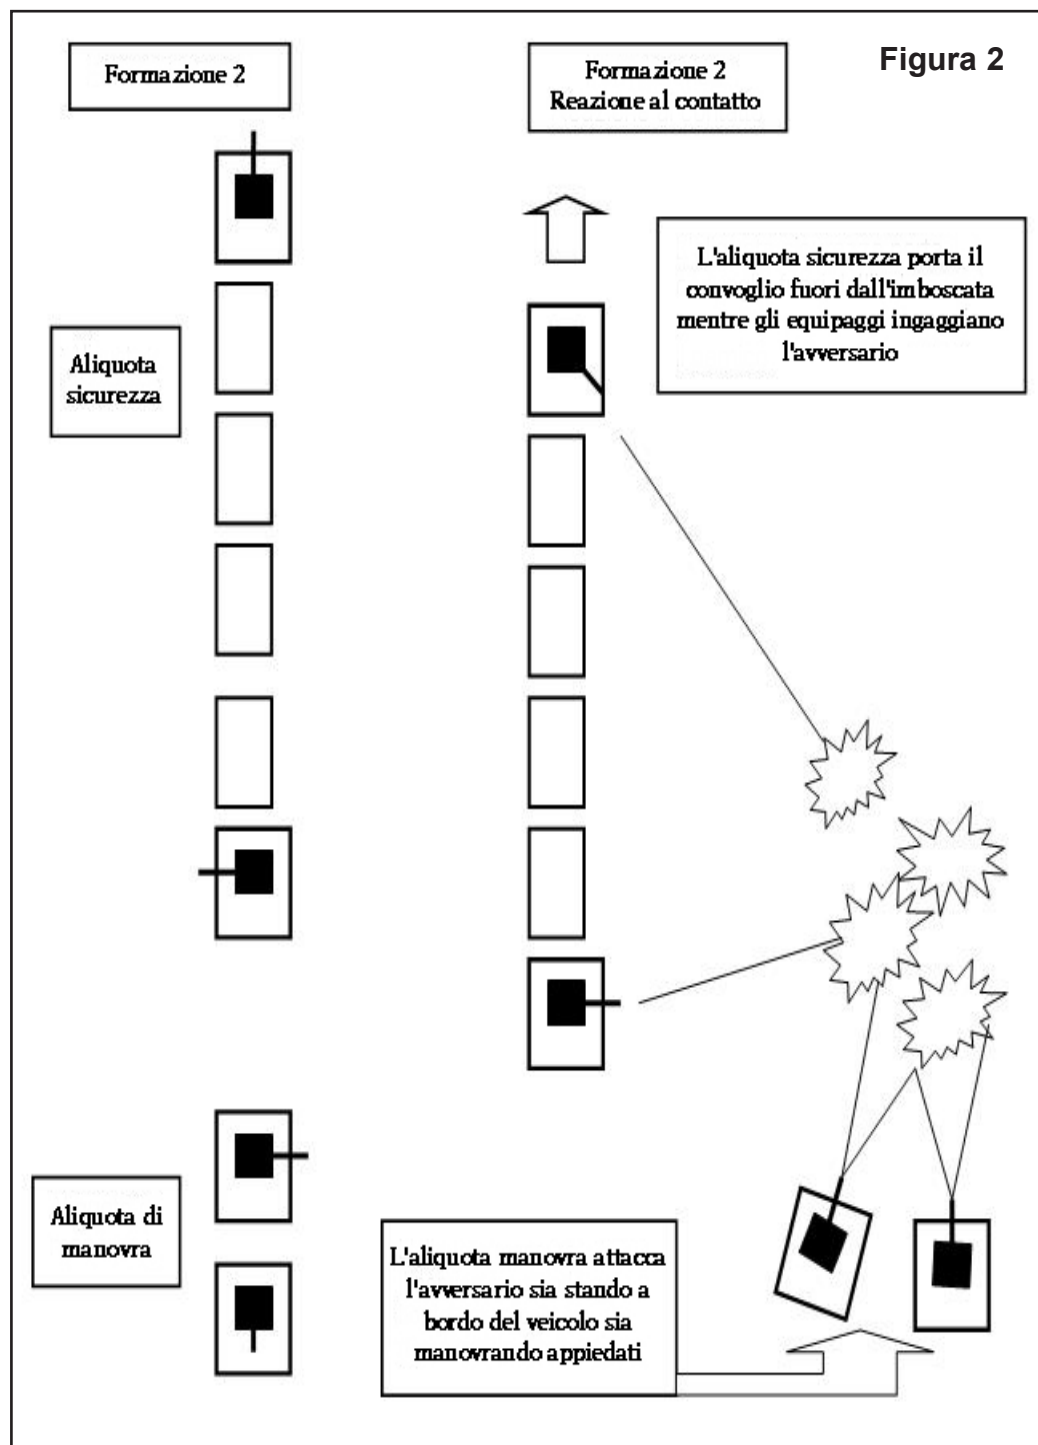 Formazione 2
Formazione 2
Reazione al contatto
Figura 2
L'aliquota sicurezza porta il
convoglio fuori dall'imboscata
mentre gli equipaggi ingaggiano
l'avversario
Aliquota
sicurezza
Aliquota di
manovra
L'aliquota manovra attacca
l'avversario sia stando a
bordo del veicolo sia
manovrando appiedati